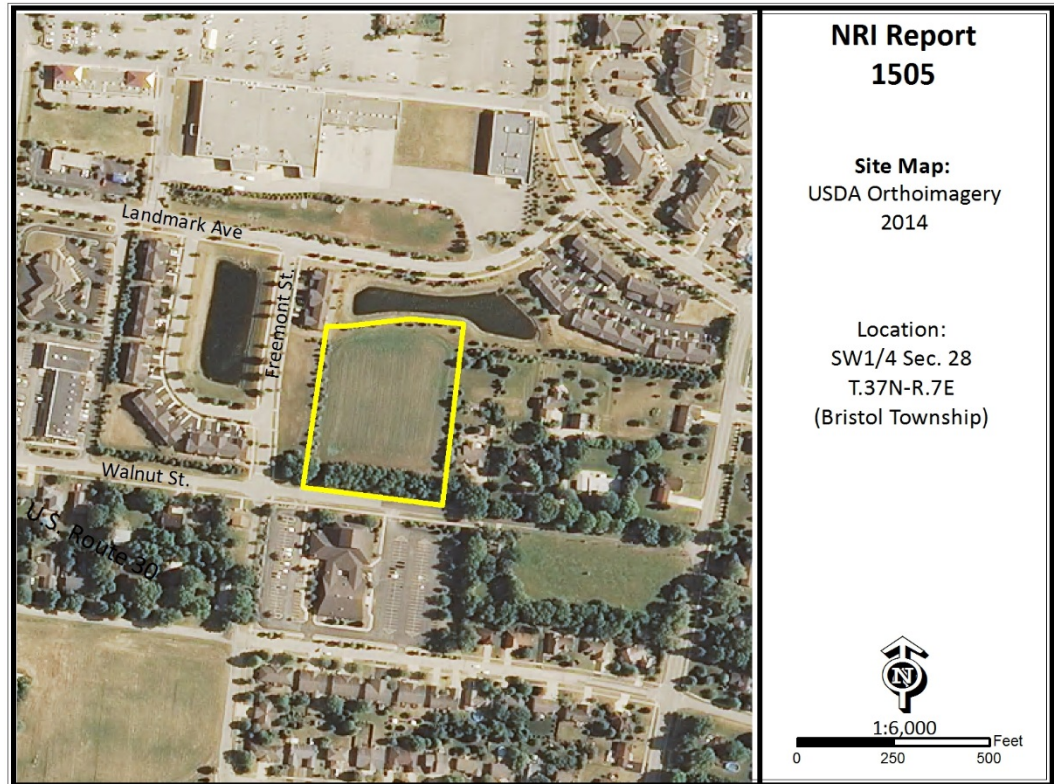 NRI Report
1505
Site Map:
USDA Orthoimagery
2014
Location:
SW1/4 Sec. 28
T.37N-R.7E
(Bristol Township)
Landmark Ave
Freemont St.
Walnut St.
U.S. Route 30
N
1:6,000
Feet
0 250 500